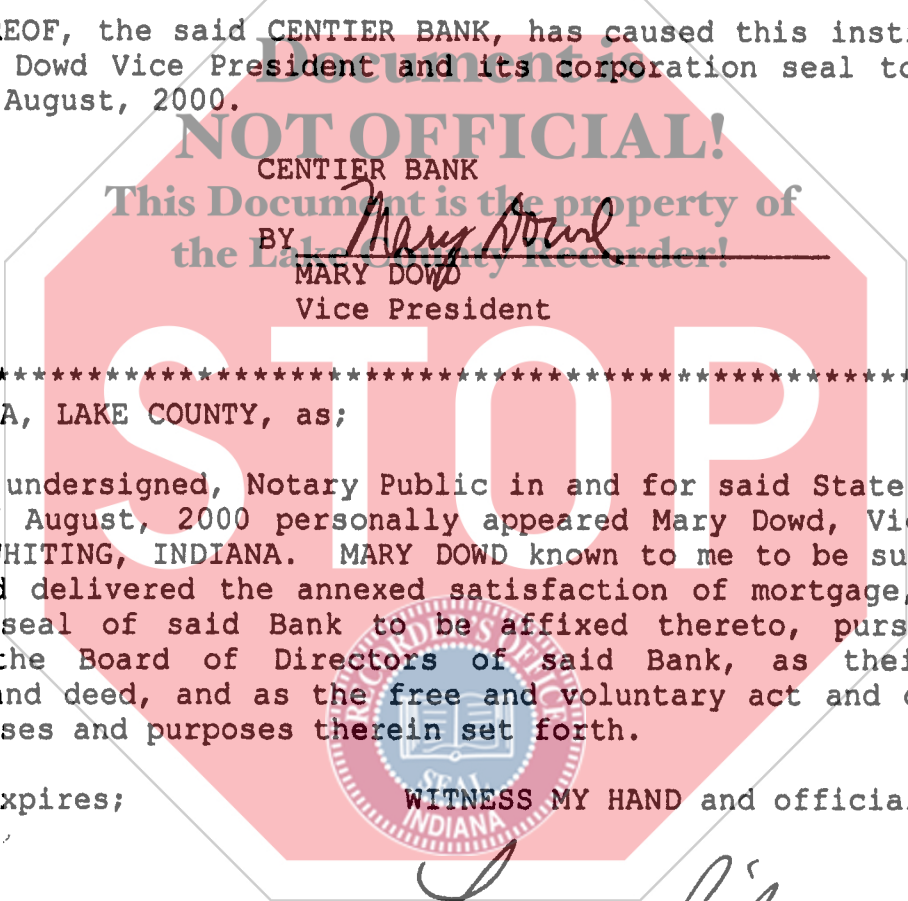 EOF, the said CENTIER BANK, has caused this inst
Dowd Vice President and its corporation seal to
August, 2000.
Document is
NOT OFFICIAL!
This Document is the property of
the Lake County Recorder!
CENTIER BANK
BY Mary Dowd
MARY DOWD
Vice President
STOP
****************************************************
A, LAKE COUNTY, as;
undersigned, Notary Public in and for said State
August, 2000 personally appeared Mary Dowd, Vi
HITING, INDIANA. MARY DOWD known to me to be su
d delivered the annexed satisfaction of mortgage,
seal of said Bank to be affixed thereto, purs
the Board of Directors of said Bank, as thei
and deed, and as the free and voluntary act and
ses and purposes therein set forth.
RECORDER'S OFFICE
SEAL
INDIANA
xpires; WITNESS MY HAND and officia